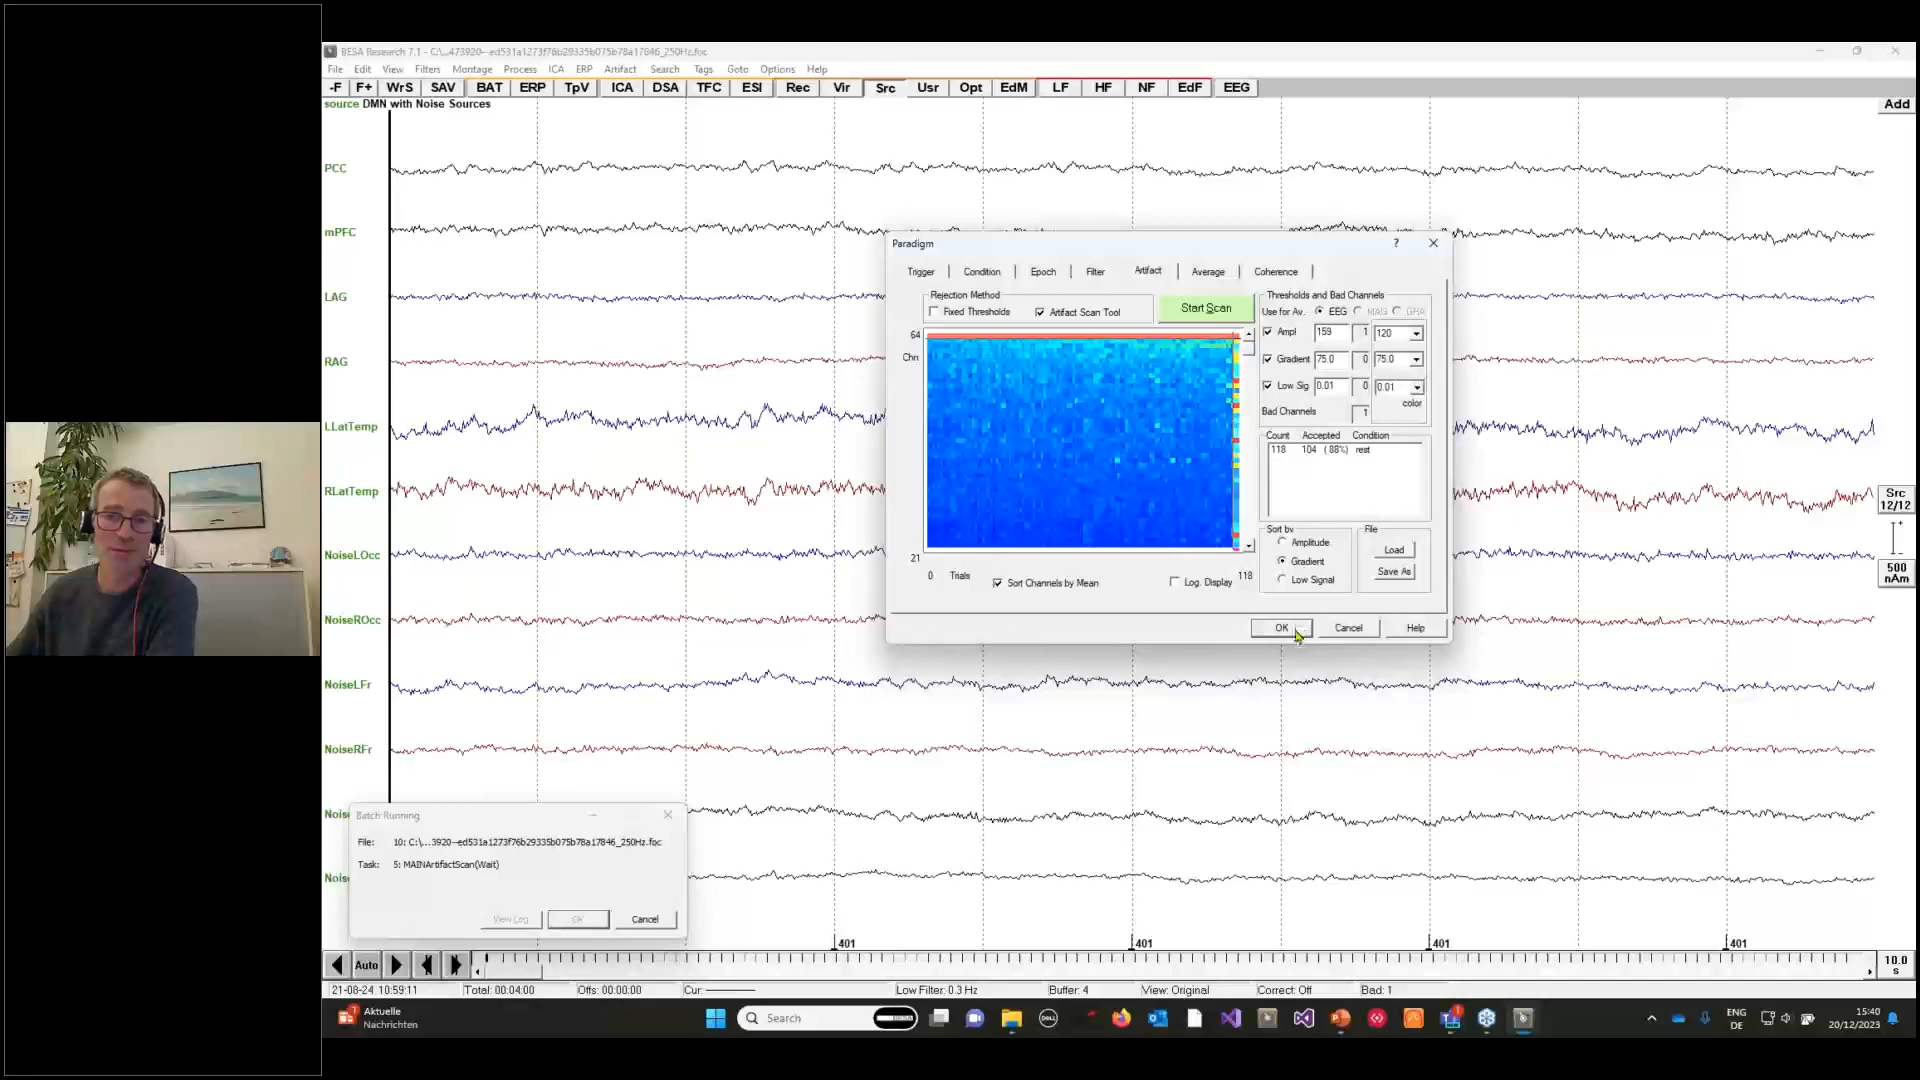 BESA Research 7.1 - C:\...473920--ed531a1273f76b29335b075b78a17846_250Hz.foc
File Edit View Filters Montage Process ICA ERP Artifact Search Tags Goto Options Help
-F F+ WrS SAV BAT ERP TpV ICA DSA TFC ESI Rec Vir Src Usr Opt EdM LF HF NF EdF EEG
source DMN with Noise Sources
Add
PCC
mPFC
LAG
RAG
LLatTemp
RLatTemp
NoiseLOcc
NoiseROcc
NoiseLFr
NoiseRFr
Nois
Nois
Paradigm
?
Trigger Condition Epoch Filter Artifact Average Coherence
Rejection Method
Fixed Thresholds Artifact Scan Tool
Start Scan
Thresholds and Bad Channels
Use for Av. EEG MAG GRA
Ampl 159 1 120
Gradient 75.0 0 75.0
Low Sig 0.01 0 0.01
color
Bad Channels 1
Count Accepted Condition
118 104 (88%) rest
64
Chn
21
0 Trials 118
Sort Channels by Mean Log. Display
Sort by
Amplitude
Gradient
Low Signal
File
Load
Save As
OK Cancel Help
Src
12/12
500
nAm
Batch Running
File: 10: C:\...3920--ed531a1273f76b29335b075b78a17846_250Hz.foc
Task: 5: MAINArtifactScan(Wait)
View Log OK Cancel
401 401 401 401
Auto
10.0
s
21-08-24 10:59:11 Total: 00:04:00 Offs: 00:00:00 Cur: Low Filter: 0.3 Hz Buffer: 4 View: Original Correct: Off Bad: 1
Aktuelle
Nachrichten
Search
DELL
ENG
DE
15:40
20/12/2023